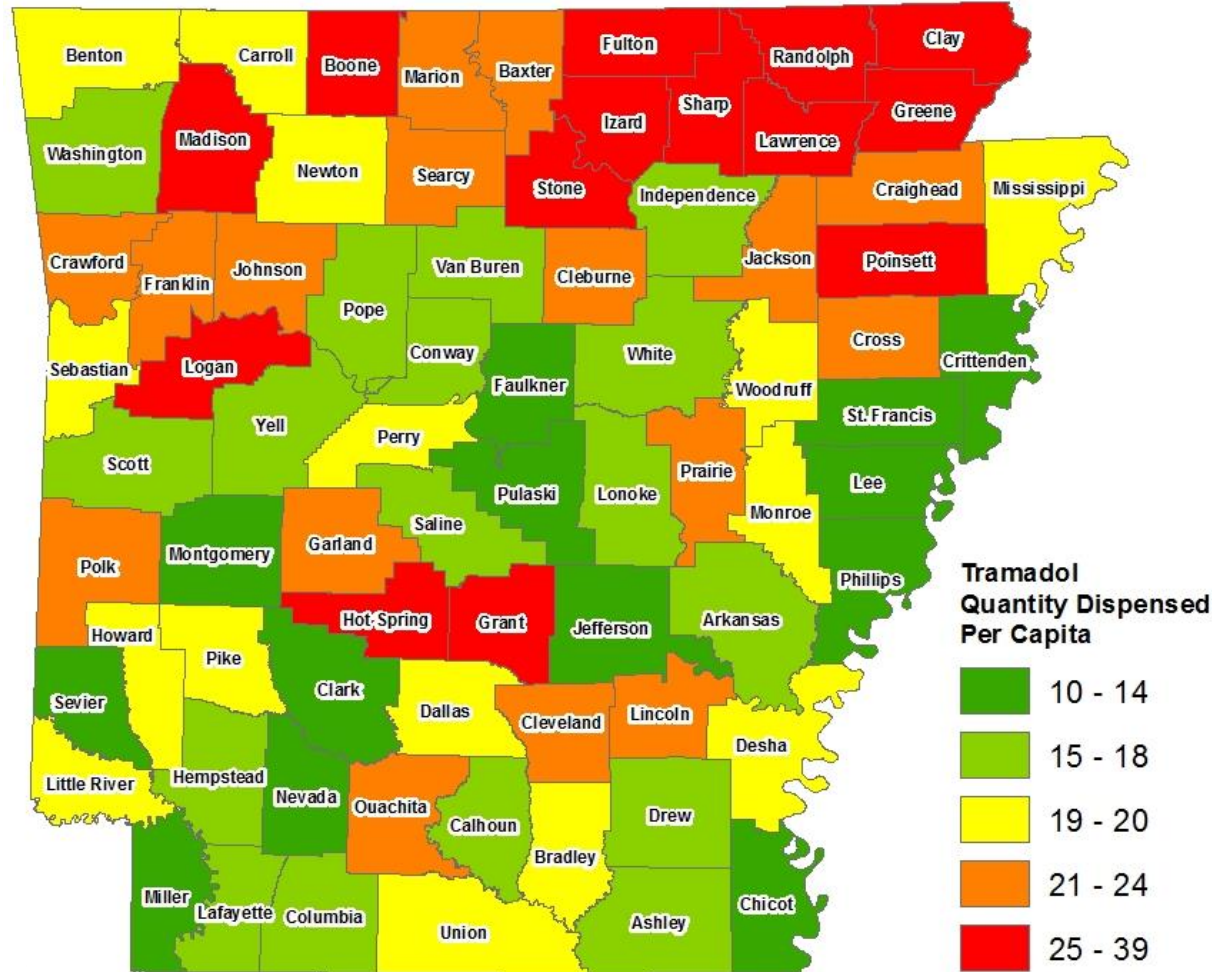 Benton
Carroll
Boone
Marion
Baxter
Fulton
Randolph
Clay
Sharp
Izard
Greene
Lawrence
Washington
Madison
Newton
Searcy
Stone
Independence
Craighead
Mississippi
Crawford
Franklin
Johnson
Van Buren
Cleburne
Jackson
Poinsett
Pope
Conway
White
Cross
Crittenden
Sebastian
Logan
Faulkner
Woodruff
St. Francis
Yell
Perry
Scott
Pulaski
Lonoke
Prairie
Lee
Monroe
Saline
Garland
Montgomery
Polk
Phillips
Hot Spring
Grant
Jefferson
Arkansas
Howard
Pike
Clark
Sevier
Dallas
Cleveland
Lincoln
Desha
Little River
Hempstead
Nevada
Ouachita
Calhoun
Drew
Bradley
Miller
Lafayette
Columbia
Union
Ashley
Chicot
Tramadol
Quantity Dispensed
Per Capita
10 - 14
15 - 18
19 - 20
21 - 24
25 - 39